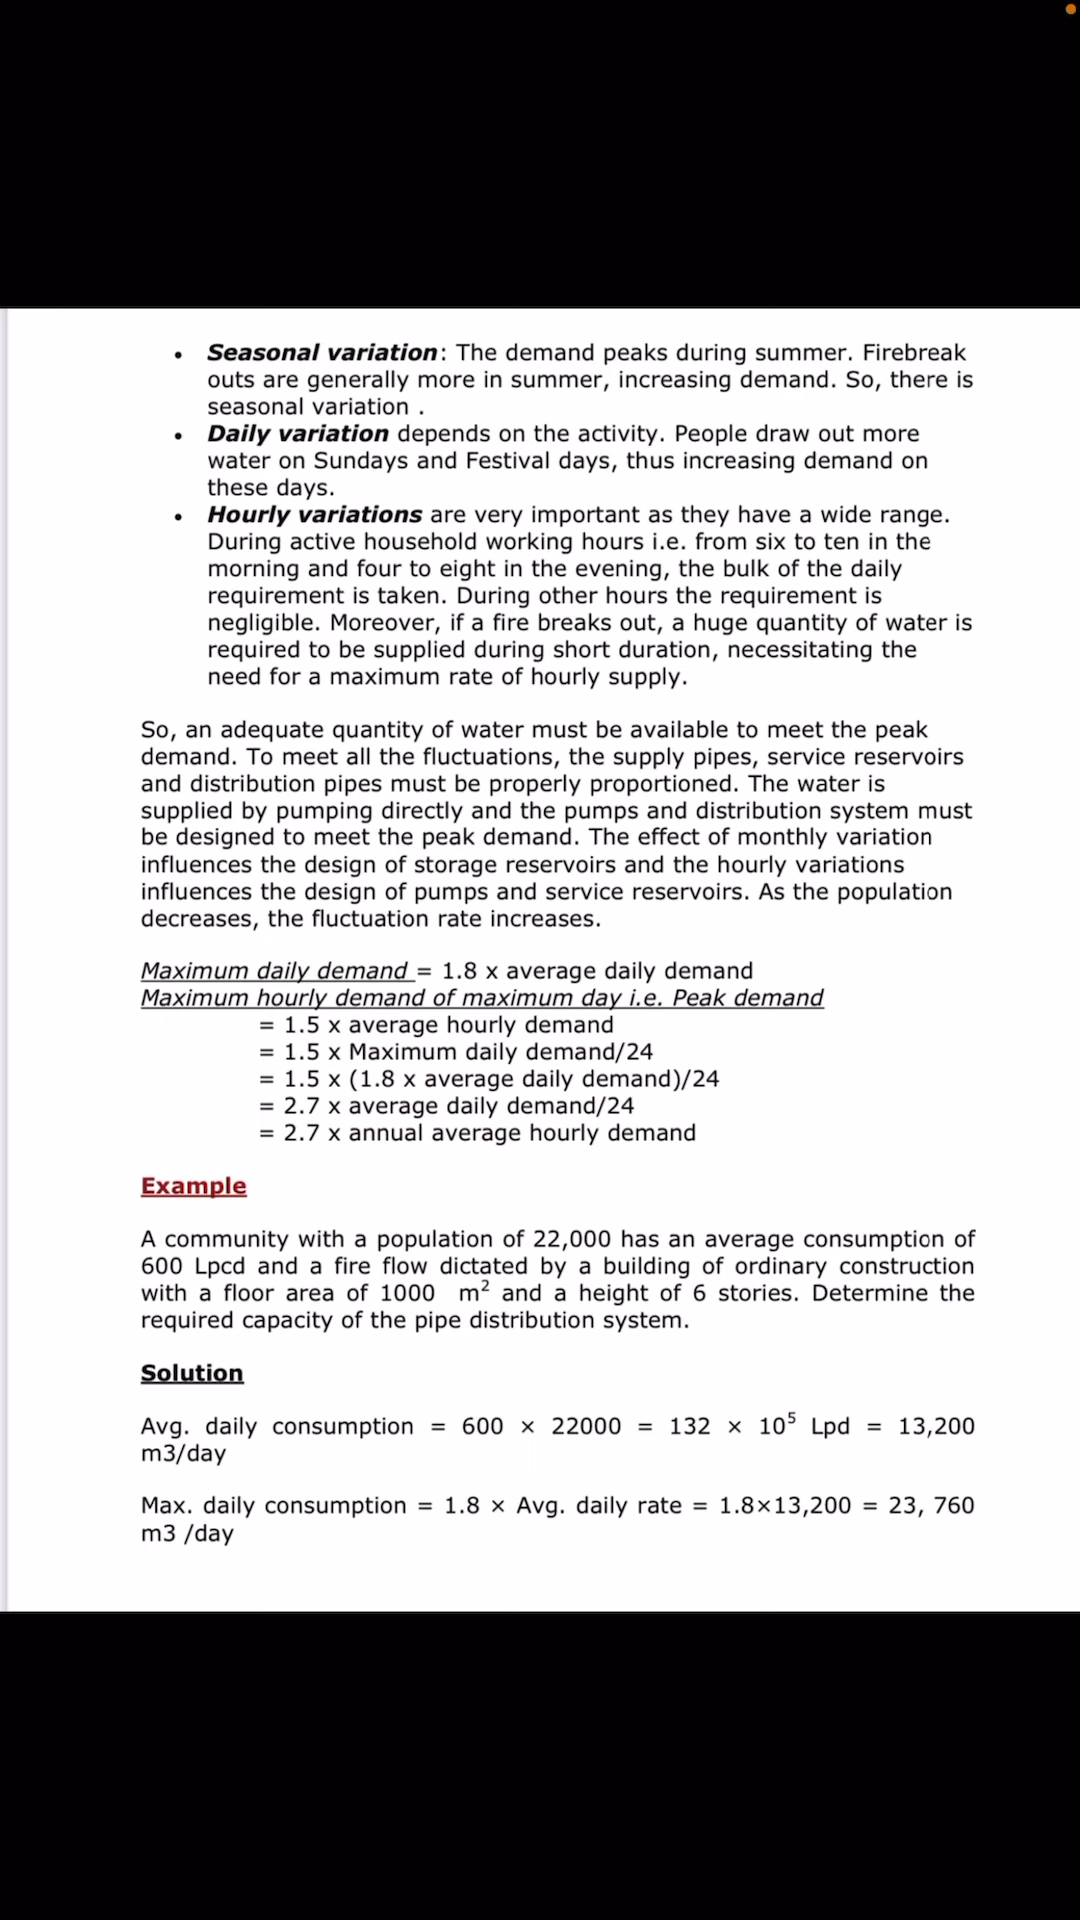 • Seasonal variation: The demand peaks during summer. Firebreak
outs are generally more in summer, increasing demand. So, there is
seasonal variation .
• Daily variation depends on the activity. People draw out more
water on Sundays and Festival days, thus increasing demand on
these days.
• Hourly variations are very important as they have a wide range.
During active household working hours i.e. from six to ten in the
morning and four to eight in the evening, the bulk of the daily
requirement is taken. During other hours the requirement is
negligible. Moreover, if a fire breaks out, a huge quantity of water is
required to be supplied during short duration, necessitating the
need for a maximum rate of hourly supply.
So, an adequate quantity of water must be available to meet the peak
demand. To meet all the fluctuations, the supply pipes, service reservoirs
and distribution pipes must be properly proportioned. The water is
supplied by pumping directly and the pumps and distribution system must
be designed to meet the peak demand. The effect of monthly variation
influences the design of storage reservoirs and the hourly variations
influences the design of pumps and service reservoirs. As the population
decreases, the fluctuation rate increases.
Maximum daily demand = 1.8 x average daily demand
Maximum hourly demand of maximum day i.e. Peak demand
= 1.5 x average hourly demand
= 1.5 x Maximum daily demand/24
= 1.5 x (1.8 x average daily demand)/24
= 2.7 x average daily demand/24
= 2.7 x annual average hourly demand
Example
A community with a population of 22,000 has an average consumption of
600 Lpcd and a fire flow dictated by a building of ordinary construction
with a floor area of 1000 m² and a height of 6 stories. Determine the
required capacity of the pipe distribution system.
Solution
Avg. daily consumption = 600 × 22000 = 132 × 10⁵ Lpd = 13,200
m3/day
Max. daily consumption = 1.8 × Avg. daily rate = 1.8×13,200 = 23, 760
m3 /day